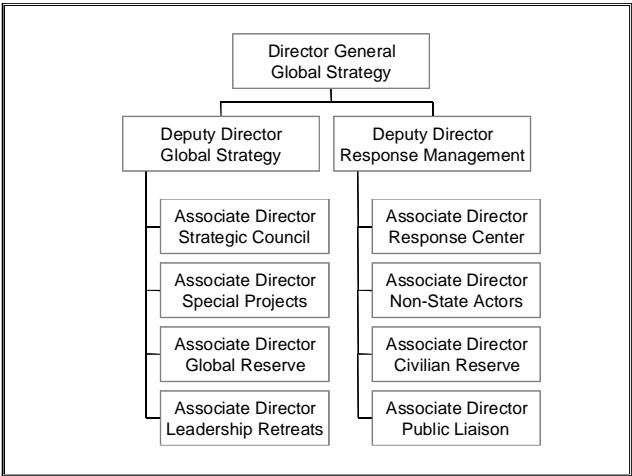 Director General
Global Strategy
Deputy Director
Global Strategy
Deputy Director
Response Management
Associate Director
Strategic Council
Associate Director
Special Projects
Associate Director
Global Reserve
Associate Director
Leadership Retreats
Associate Director
Response Center
Associate Director
Non-State Actors
Associate Director
Civilian Reserve
Associate Director
Public Liaison